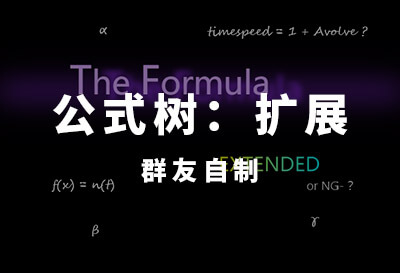 α
timespeed = 1 + Avolve ?
The Formula
公式树：扩展
EXTENDED
群友自制
f(x) = n(f)
or NG- ?
β
γ